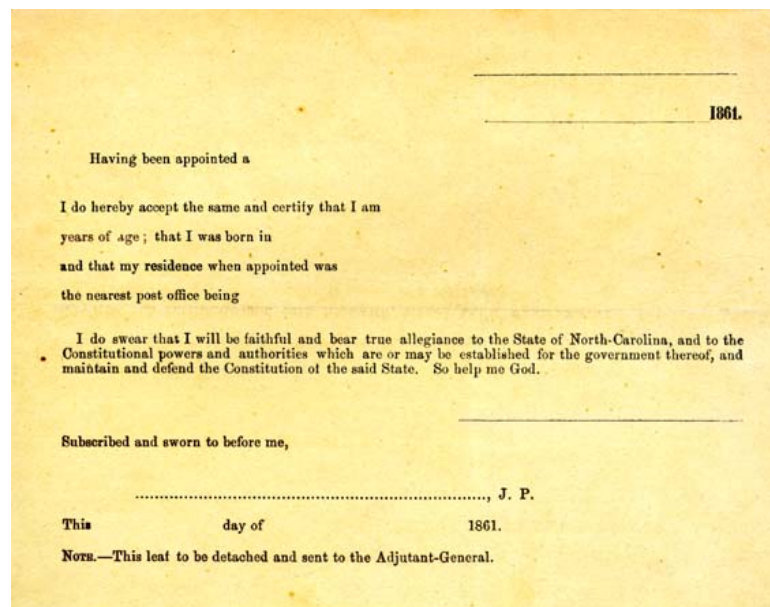 1861.
Having been appointed a
I do hereby accept the same and certify that I am
years of age ; that I was born in
and that my residence when appointed was
the nearest post office being
I do swear that I will be faithful and bear true allegiance to the State of North-Carolina, and to the
Constitutional powers and authorities which are or may be established for the government thereof, and
maintain and defend the Constitution of the said State. So help me God.
Subscribed and sworn to before me,
........................................................................, J. P.
This day of 1861.
NOTE.—This leaf to be detached and sent to the Adjutant-General.